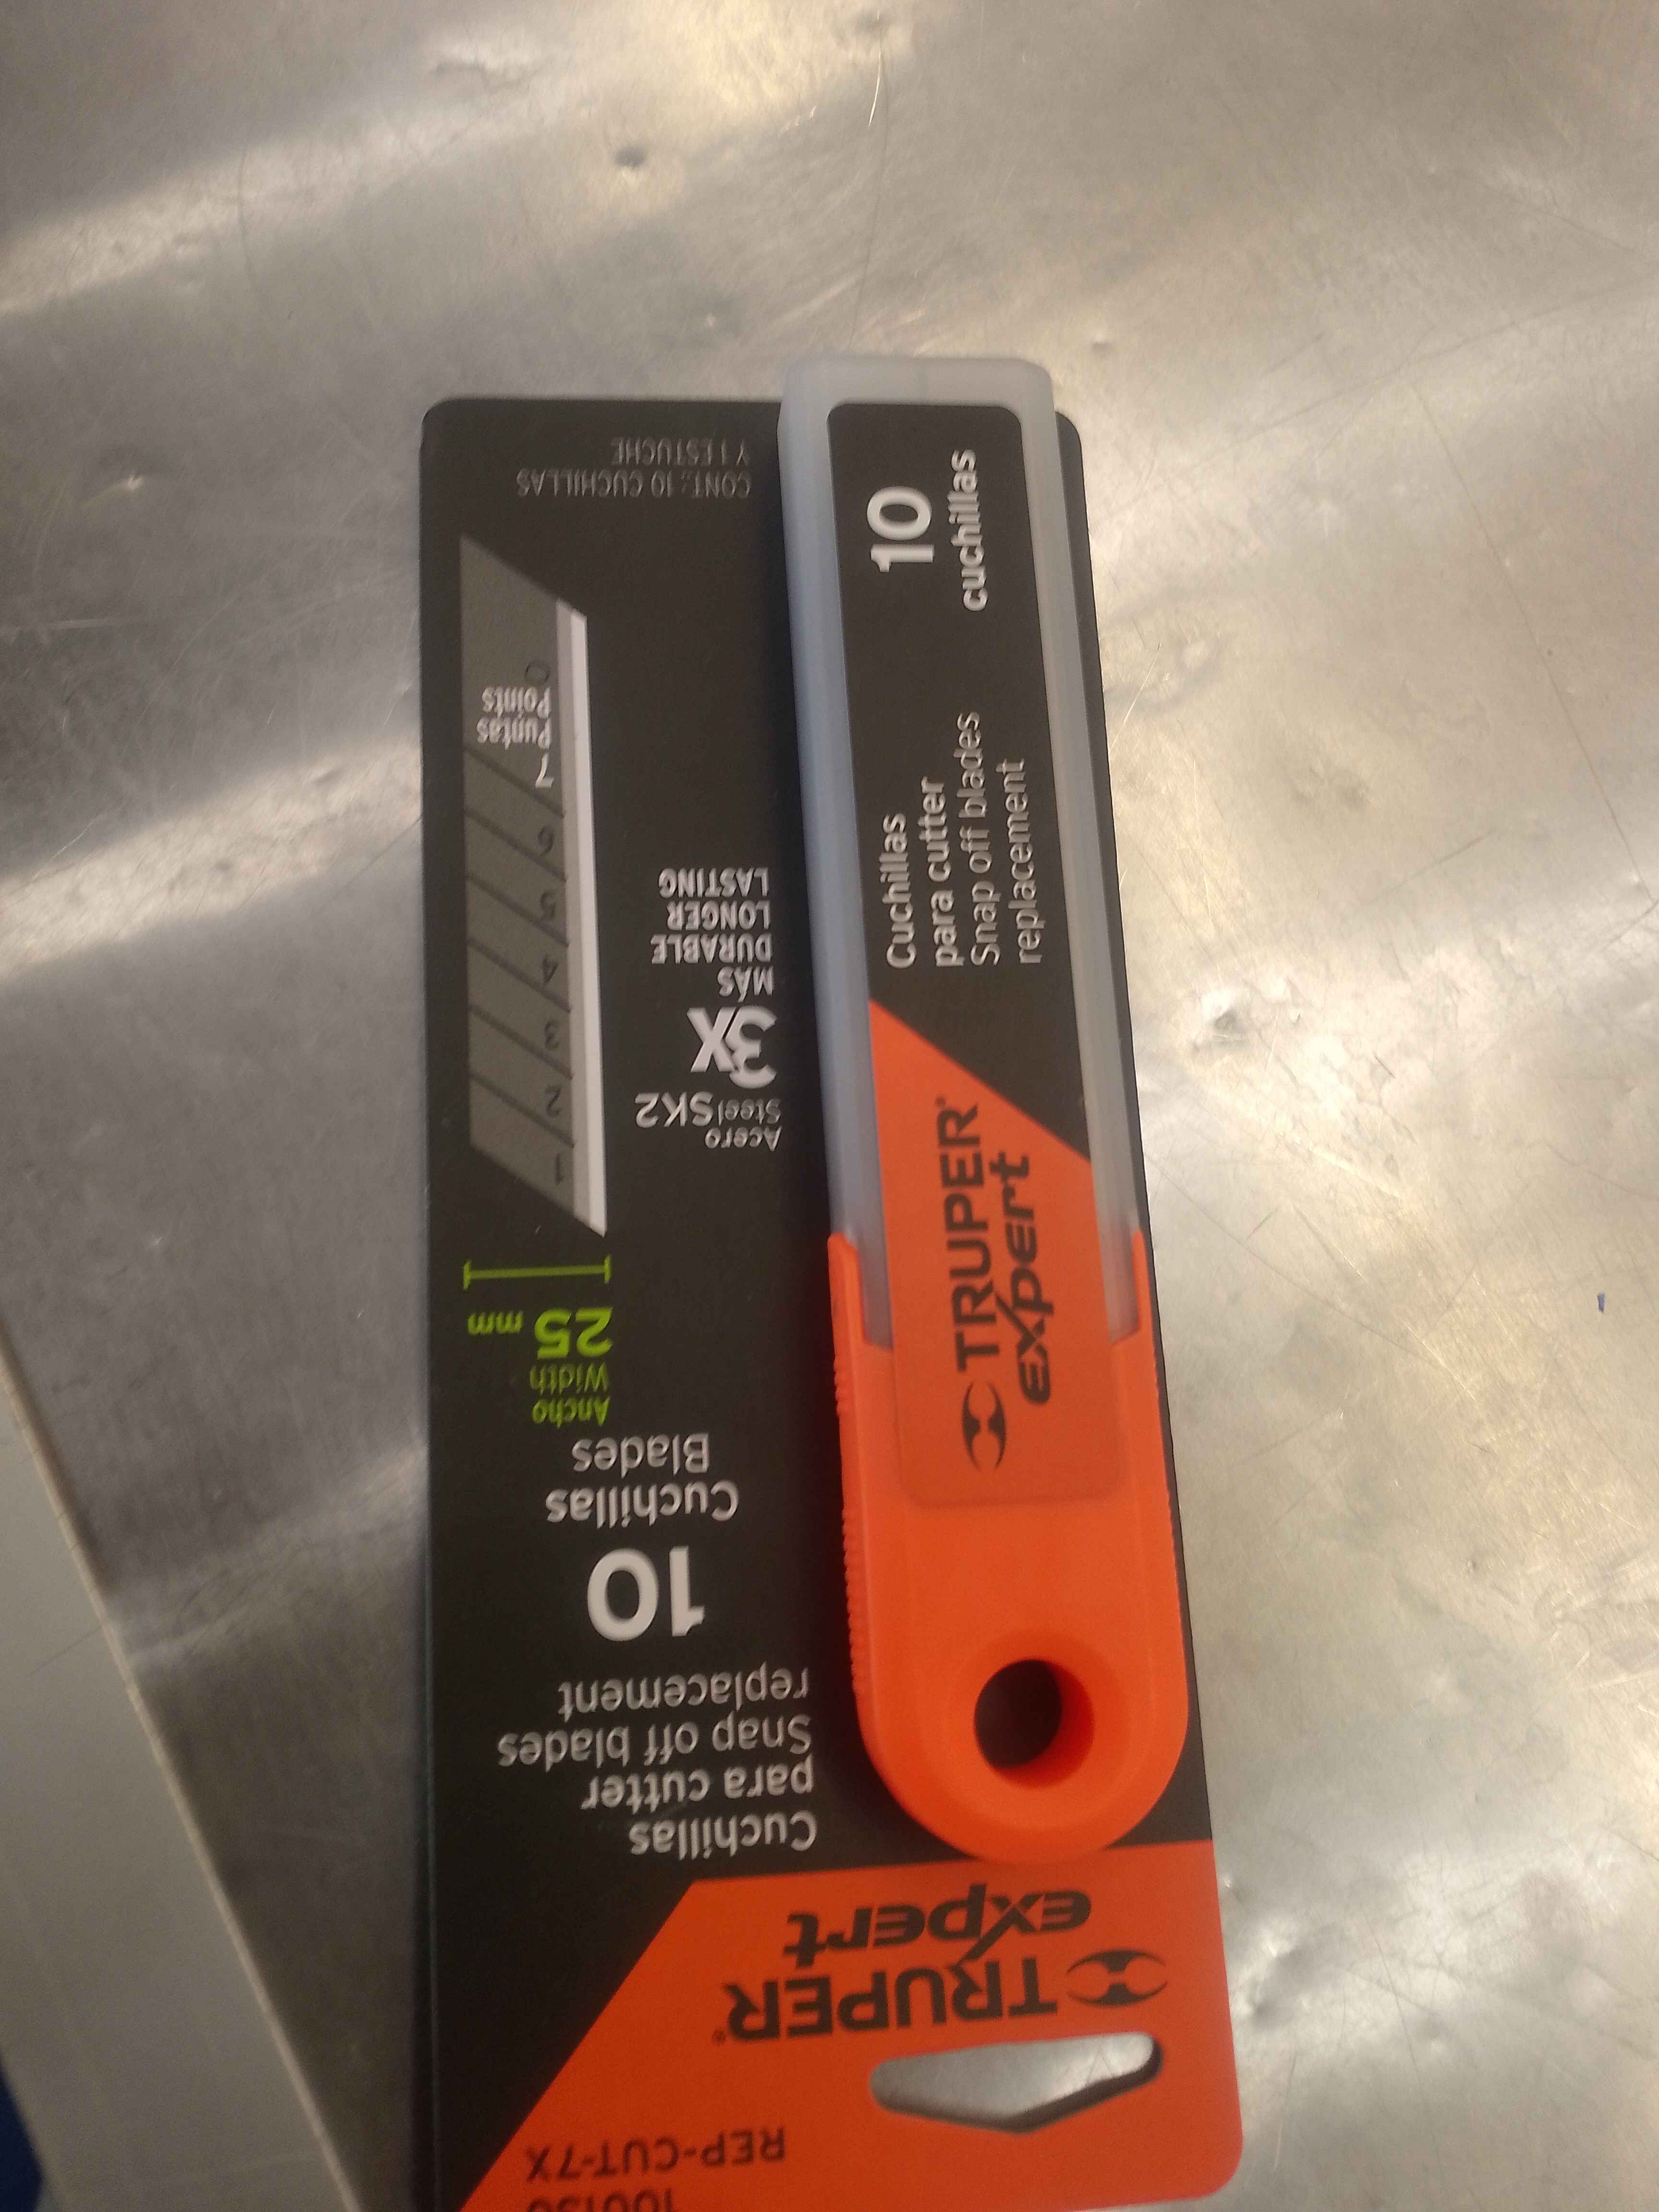 REP-CUT-7X
TRUPER®
expert
Cuchillas
para cutter
Snap off blades
replacement
10
Cuchillas
Blades
Ancho
Width
25 mm
1 2 3 4 5 6 7
Puntas
Points
Acero
Steel SK2
3X
MÁS
DURABLE
LONGER
LASTING
CONT.: 10 CUCHILLAS
Y 1 ESTUCHE
TRUPER®
expert
Cuchillas
para cutter
Snap off blades
replacement
10
cuchillas